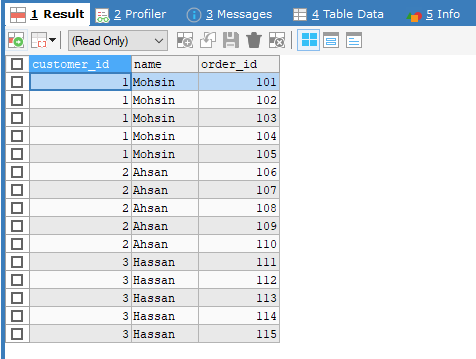 1 Result 2 Profiler 3 Messages 4 Table Data 5 Info
(Read Only)
customer_id name order_id
1 Mohsin 101
1 Mohsin 102
1 Mohsin 103
1 Mohsin 104
1 Mohsin 105
2 Ahsan 106
2 Ahsan 107
2 Ahsan 108
2 Ahsan 109
2 Ahsan 110
3 Hassan 111
3 Hassan 112
3 Hassan 113
3 Hassan 114
3 Hassan 115